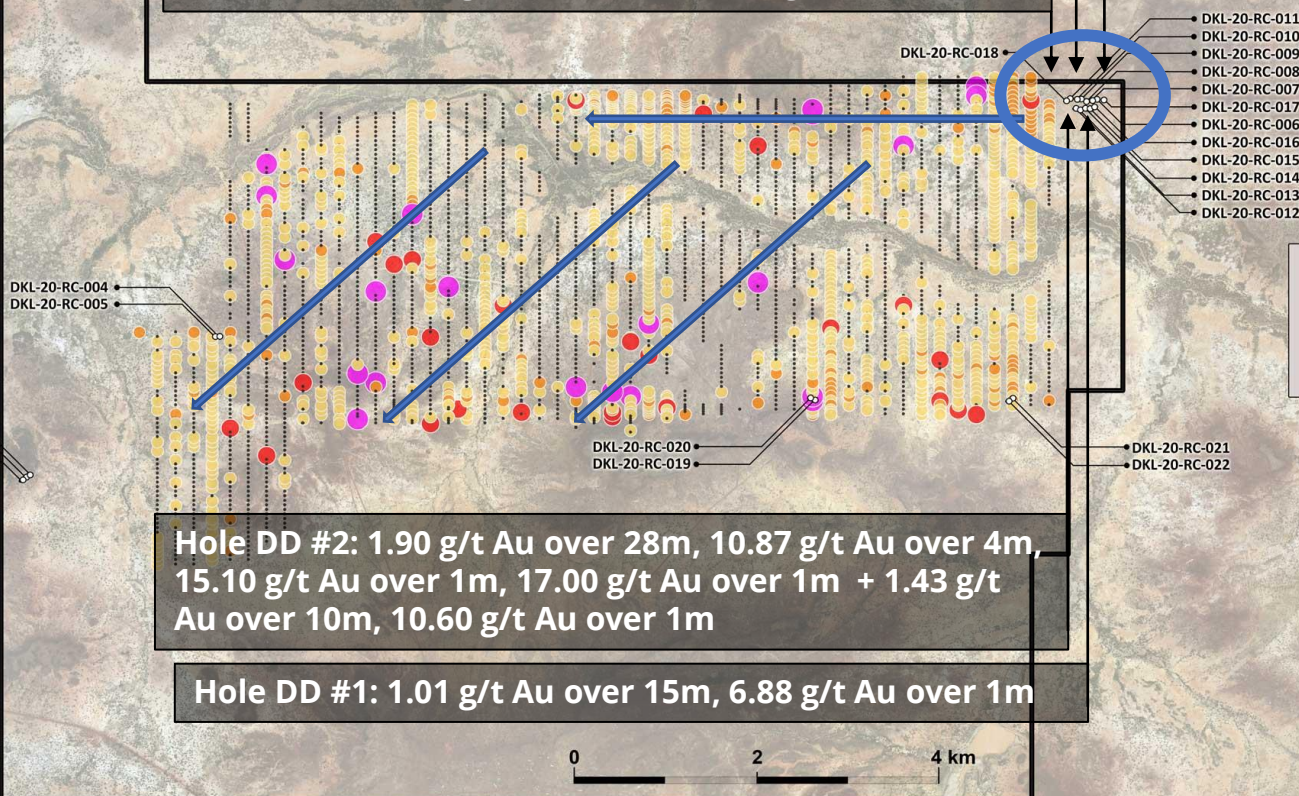 DKL-20-RC-011
DKL-20-RC-010
DKL-20-RC-018
DKL-20-RC-009
DKL-20-RC-008
DKL-20-RC-007
DKL-20-RC-017
DKL-20-RC-006
DKL-20-RC-016
DKL-20-RC-015
DKL-20-RC-014
DKL-20-RC-013
DKL-20-RC-012
DKL-20-RC-004
DKL-20-RC-005
DKL-20-RC-020
DKL-20-RC-019
DKL-20-RC-021
DKL-20-RC-022
Hole DD #2: 1.90 g/t Au over 28m, 10.87 g/t Au over 4m,
15.10 g/t Au over 1m, 17.00 g/t Au over 1m + 1.43 g/t
Au over 10m, 10.60 g/t Au over 1m
Hole DD #1: 1.01 g/t Au over 15m, 6.88 g/t Au over 1m
0 2 4 km